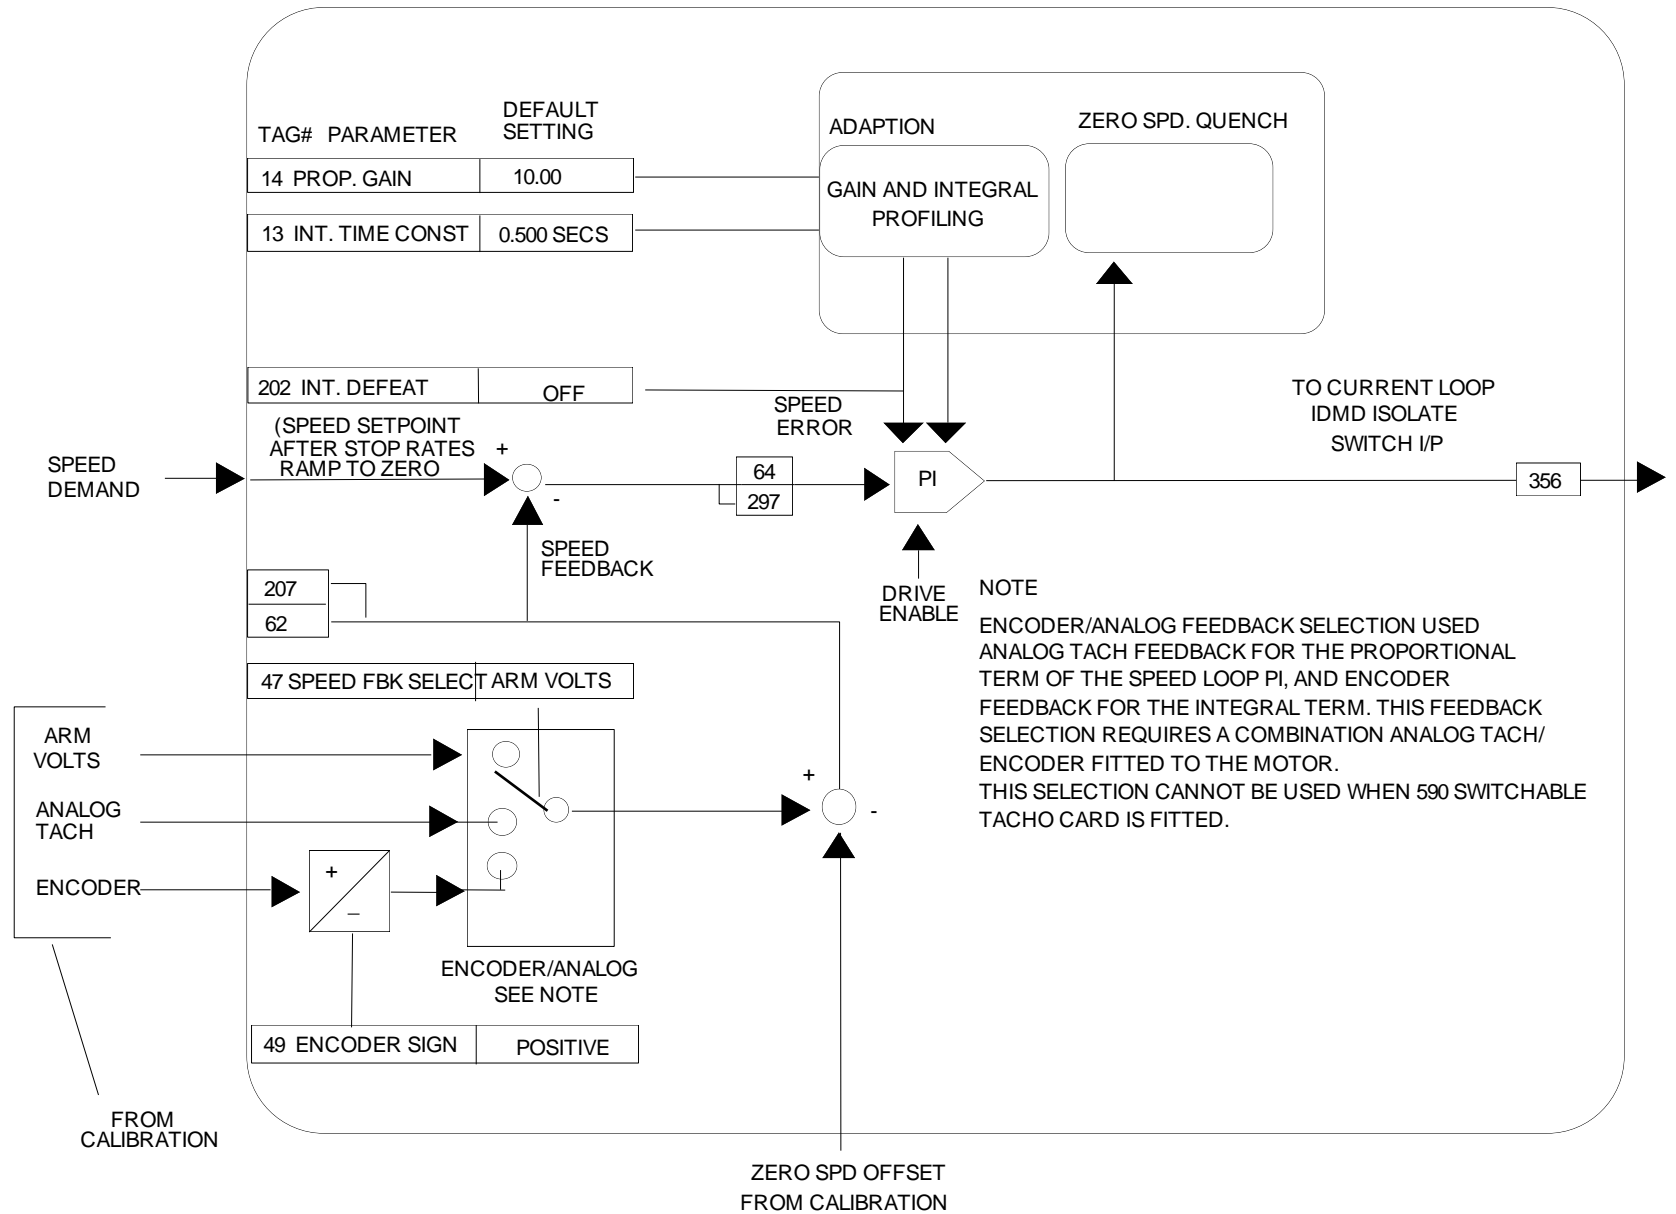 DEFAULT
SETTING
TAG# PARAMETER
14 PROP. GAIN 10.00
13 INT. TIME CONST 0.500 SECS
ADAPTION
ZERO SPD. QUENCH
GAIN AND INTEGRAL
PROFILING
202 INT. DEFEAT OFF
(SPEED SETPOINT
AFTER STOP RATES
RAMP TO ZERO
+
-
SPEED
DEMAND
SPEED
ERROR
64
297
PI
TO CURRENT LOOP
IDMD ISOLATE
SWITCH I/P
356
SPEED
FEEDBACK
207
62
DRIVE
ENABLE
NOTE
ENCODER/ANALOG FEEDBACK SELECTION USED
ANALOG TACH FEEDBACK FOR THE PROPORTIONAL
TERM OF THE SPEED LOOP PI, AND ENCODER
FEEDBACK FOR THE INTEGRAL TERM. THIS FEEDBACK
SELECTION REQUIRES A COMBINATION ANALOG TACH/
ENCODER FITTED TO THE MOTOR.
THIS SELECTION CANNOT BE USED WHEN 590 SWITCHABLE
TACHO CARD IS FITTED.
47 SPEED FBK SELECT ARM VOLTS
ARM
VOLTS
ANALOG
TACH
ENCODER
+
-
+
-
ENCODER/ANALOG
SEE NOTE
49 ENCODER SIGN POSITIVE
FROM
CALIBRATION
ZERO SPD OFFSET
FROM CALIBRATION